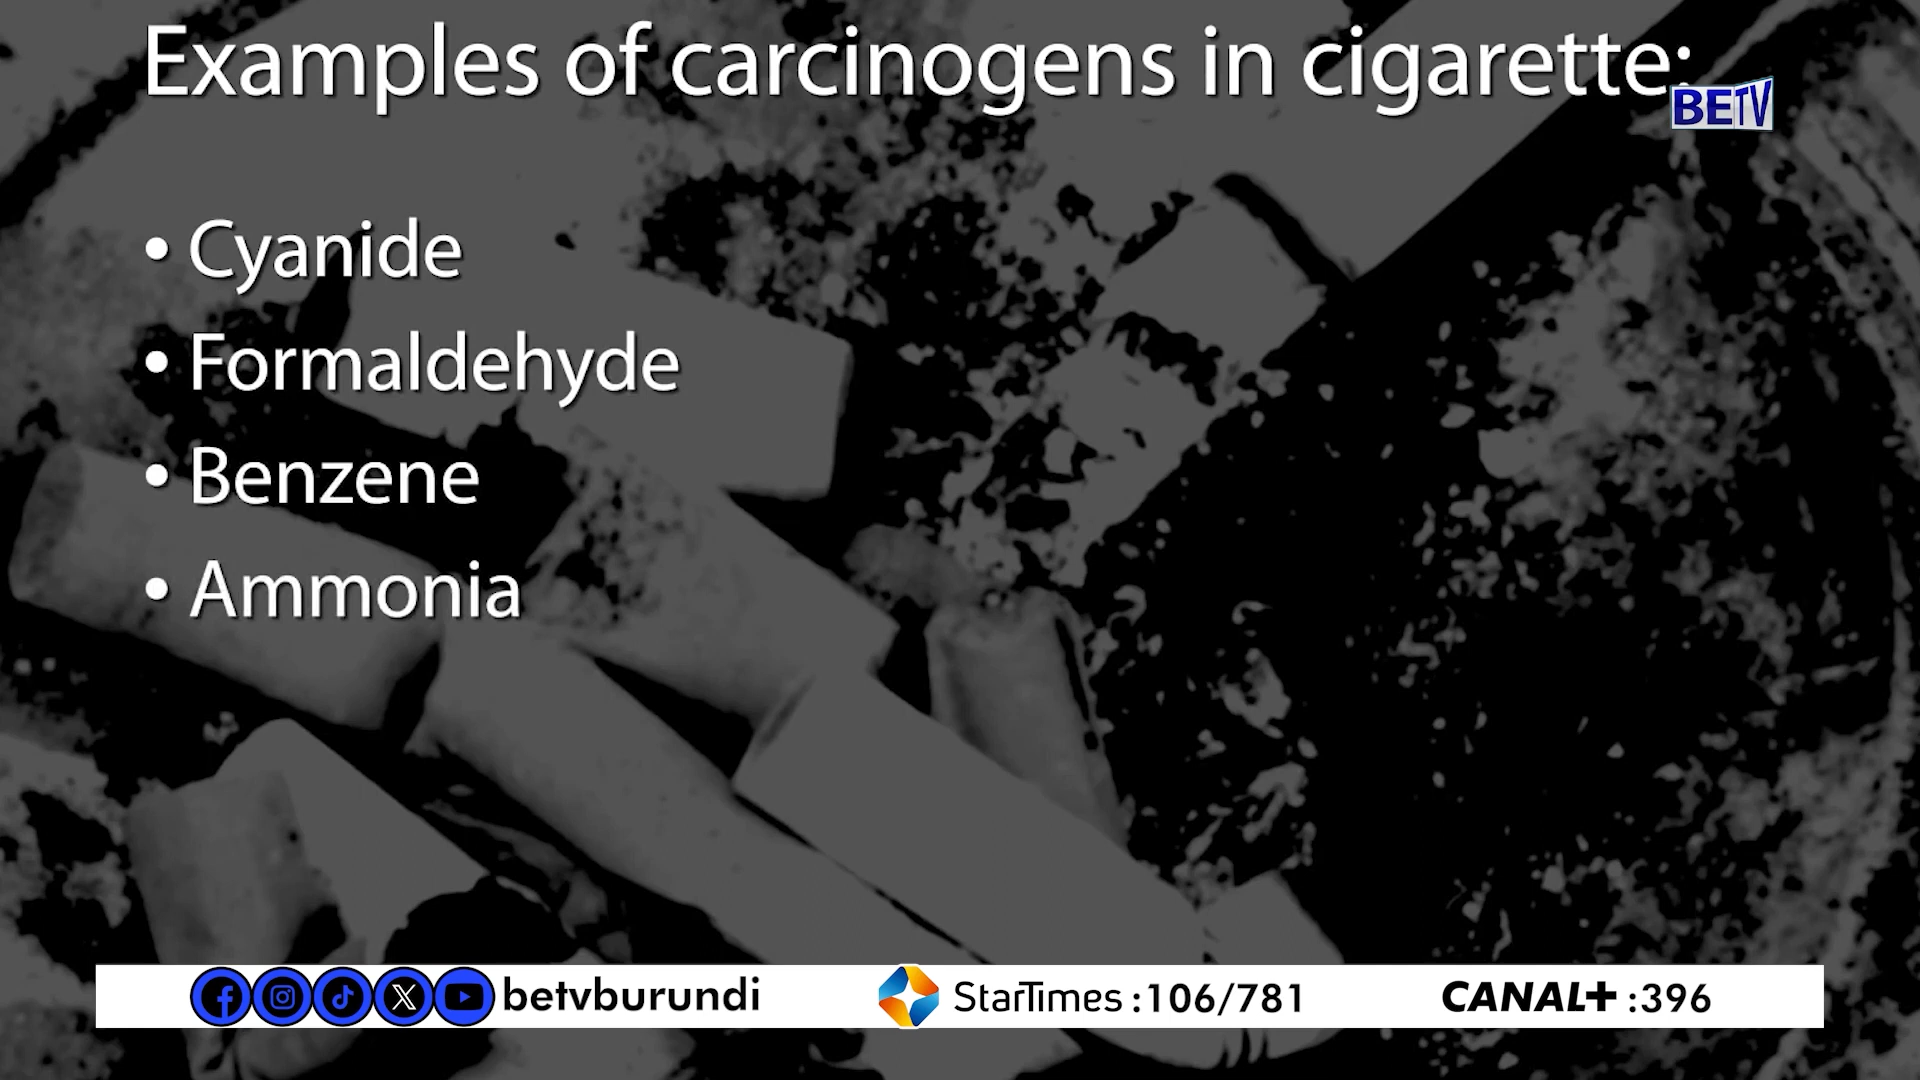 Examples of carcinogens in cigarette:
BETV
• Cyanide
• Formaldehyde
• Benzene
• Ammonia
betvburundi
StarTimes :106/781
CANAL+ :396